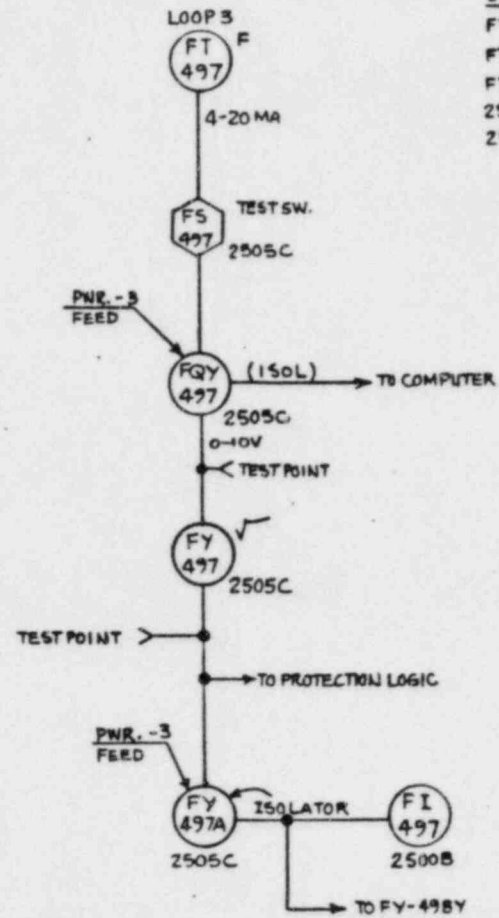 LOOP 3
FT
497
F
4-20 MA
FS
497
TEST SW.
2505C
PWR. -3
FEED
FQY
497
(ISOL)
TO COMPUTER
2505C
0-10V
TEST POINT
FY
497
√
2505C
TEST POINT
TO PROTECTION LOGIC
PWR. -3
FEED
FY
497A
ISOLATOR
FI
497
2505C
2500B
TO FY-498Y